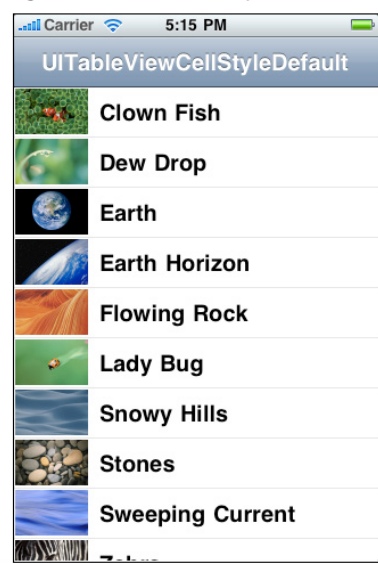 Carrier 5:15 PM
UITableViewCellStyleDefault
Clown Fish
Dew Drop
Earth
Earth Horizon
Flowing Rock
Lady Bug
Snowy Hills
Stones
Sweeping Current